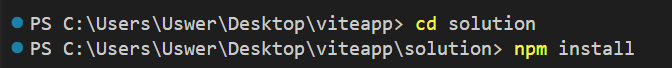 PS C:\Users\Uswer\Desktop\viteapp> cd solution
PS C:\Users\Uswer\Desktop\viteapp\solution> npm install